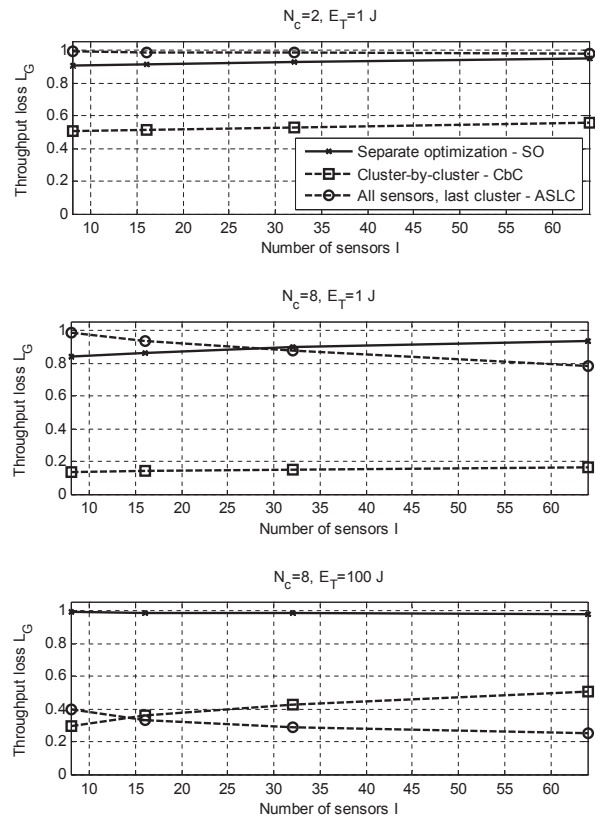 N_c=2, E_T=1 J
Throughput loss L_G
1
0.8
0.6
0.4
0.2
0
10 15 20 25 30 35 40 45 50 55 60
Number of sensors I
Separate optimization - SO
Cluster-by-cluster - CbC
All sensors, last cluster - ASLC
N_c=8, E_T=1 J
Throughput loss L_G
1
0.8
0.6
0.4
0.2
0
10 15 20 25 30 35 40 45 50 55 60
Number of sensors I
N_c=8, E_T=100 J
Throughput loss L_G
1
0.8
0.6
0.4
0.2
0
10 15 20 25 30 35 40 45 50 55 60
Number of sensors I